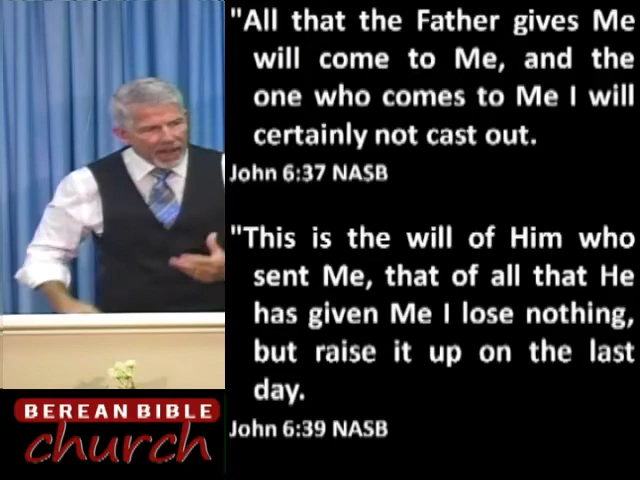 "All that the Father gives Me
will come to Me, and the
one who comes to Me I will
certainly not cast out.
John 6:37 NASB
"This is the will of Him who
sent Me, that of all that He
has given Me I lose nothing,
but raise it up on the last
day.
John 6:39 NASB
BEREAN BIBLE
church